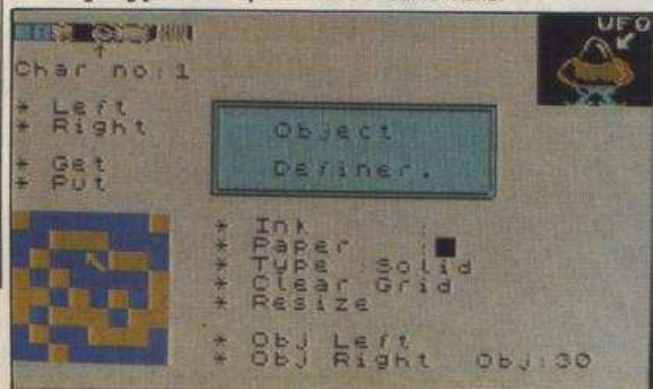 UFO
Char no:1
* Left
* Right
* Get
* Put
Object
Definer.
* Ink :
* Paper :
* Type :Solid
* Clear Grid
* Resize
* Obj Left
* Obj Right Obj:30